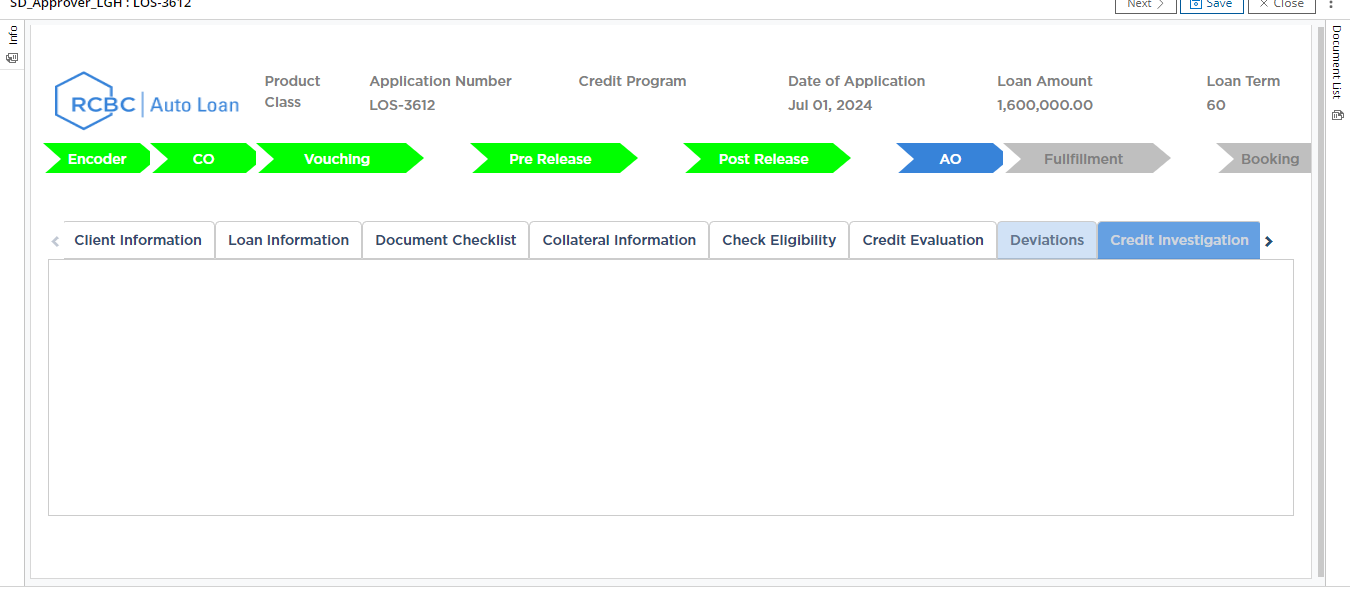 SD_Approver_LGH : LOS-3612
Next
Save
Close
Info
Document List
RCBC Auto Loan
Product Class
Application Number
LOS-3612
Credit Program
Date of Application
Jul 01, 2024
Loan Amount
1,600,000.00
Loan Term
60
Encoder
CO
Vouching
Pre Release
Post Release
AO
Fullfillment
Booking
Client Information
Loan Information
Document Checklist
Collateral Information
Check Eligibility
Credit Evaluation
Deviations
Credit Investigation